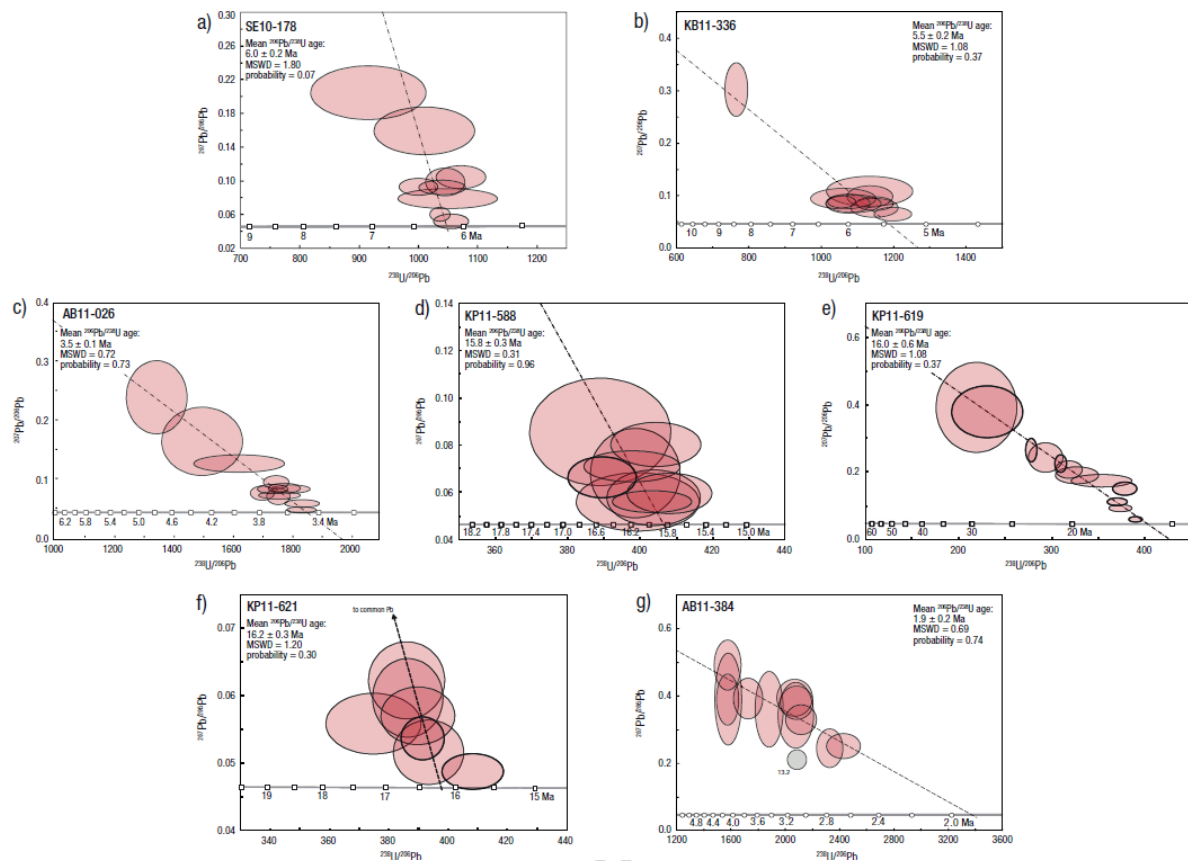 a)
SE10-178
Mean ²⁰⁶Pb/²³⁸U age:
6.0 ± 0.2 Ma
MSWD = 1.80
probability = 0.07
0.30
0.26
0.22
0.18
0.14
0.10
0.06
0.02
²⁰⁷Pb/²⁰⁶Pb
9 8 7 6 Ma
700 800 900 1000 1100 1200
²³⁸U/²⁰⁶Pb
b)
KB11-336
Mean ²⁰⁶Pb/²³⁸U age:
5.5 ± 0.2 Ma
MSWD = 1.08
probability = 0.37
0.4
0.3
0.2
0.1
0.0
²⁰⁷Pb/²⁰⁶Pb
10 9 8 7 6 5 Ma
600 800 1000 1200 1400
²³⁸U/²⁰⁶Pb
c)
AB11-026
Mean ²⁰⁶Pb/²³⁸U age:
3.5 ± 0.1 Ma
MSWD = 0.72
probability = 0.73
0.4
0.3
0.2
0.1
0
²⁰⁷Pb/²⁰⁶Pb
6.2 5.8 5.4 5.0 4.6 4.2 3.8 3.4 Ma
1000 1200 1400 1600 1800 2000
²³⁸U/²⁰⁶Pb
d)
KP11-588
Mean ²⁰⁶Pb/²³⁸U age:
15.8 ± 0.3 Ma
MSWD = 0.31
probability = 0.96
0.14
0.12
0.10
0.08
0.06
0.04
²⁰⁷Pb/²⁰⁶Pb
18.2 17.8 17.4 17.0 16.6 16.2 15.8 15.4 15.0 Ma
360 380 400 420 440
²³⁸U/²⁰⁶Pb
e)
KP11-619
Mean ²⁰⁶Pb/²³⁸U age:
16.0 ± 0.6 Ma
MSWD = 1.08
probability = 0.37
0.6
0.4
0.2
0.0
²⁰⁷Pb/²⁰⁶Pb
60 50 40 30 20 Ma
100 200 300 400
²³⁸U/²⁰⁶Pb
f)
KP11-621
to common Pb
Mean ²⁰⁶Pb/²³⁸U age:
16.2 ± 0.3 Ma
MSWD = 1.20
probability = 0.30
0.07
0.06
0.05
0.04
²⁰⁷Pb/²⁰⁶Pb
19 18 17 16 15 Ma
340 360 380 400 420 440
²³⁸U/²⁰⁶Pb
g)
AB11-384
Mean ²⁰⁶Pb/²³⁸U age:
1.9 ± 0.2 Ma
MSWD = 0.69
probability = 0.74
0.6
0.4
0.2
0.0
²⁰⁷Pb/²⁰⁶Pb
13.2
4.8 4.4 4.0 3.6 3.2 2.8 2.4 2.0 Ma
1200 1600 2000 2400 2800 3200 3600
²³⁸U/²⁰⁶Pb